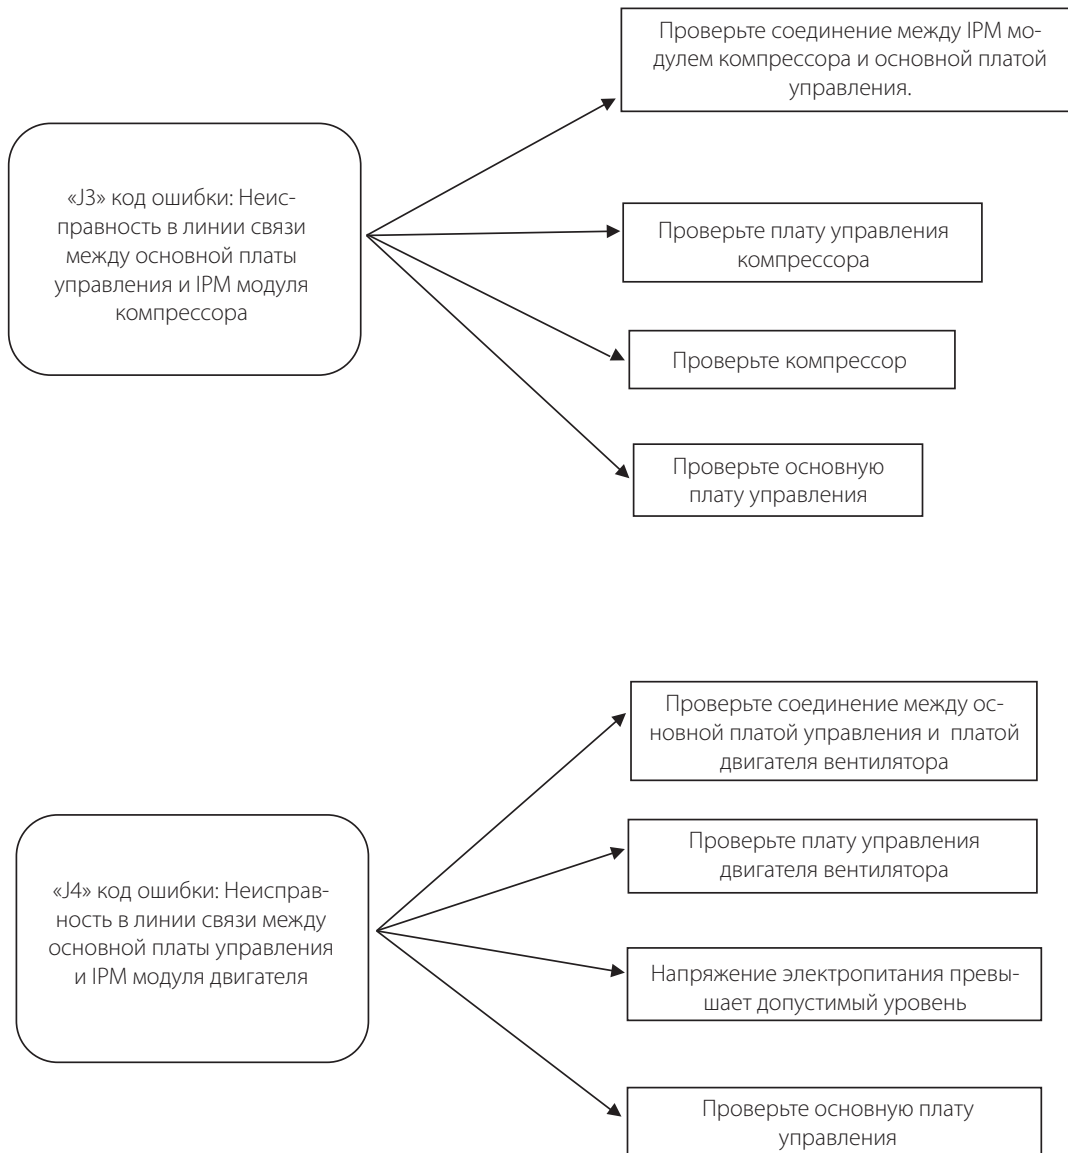 Проверьте соединение между IPM мо-
дулем компрессора и основной платой
управления.
«J3» код ошибки: Неис-
правность в линии связи
между основной платы
управления и IPM модуля
компрессора
Проверьте плату управления
компрессора
Проверьте компрессор
Проверьте основную
плату управления
Проверьте соединение между ос-
новной платой управления и  платой
двигателя вентилятора
Проверьте плату управления
двигателя вентилятора
«J4» код ошибки: Неисправ-
ность в линии связи между
основной платы управления
и IPM модуля двигателя
Напряжение электропитания превы-
шает допустимый уровень
Проверьте основную плату
управления